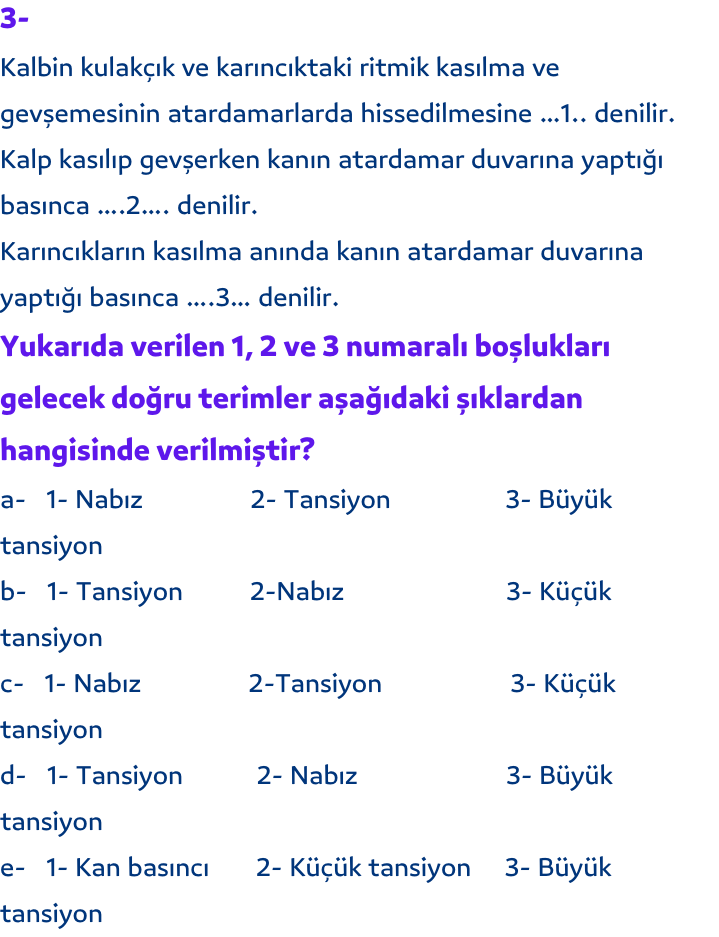 3-
Kalbin kulakçık ve karıncıktaki ritmik kasılma ve
gevşemesinin atardamarlarda hissedilmesine ...1.. denilir.
Kalp kasılıp gevşerken kanın atardamar duvarına yaptığı
basınca ....2.... denilir.
Karıncıkların kasılma anında kanın atardamar duvarına
yaptığı basınca ....3... denilir.
Yukarıda verilen 1, 2 ve 3 numaralı boşlukları
gelecek doğru terimler aşağıdaki şıklardan
hangisinde verilmiştir?
a- 1- Nabız 2- Tansiyon 3- Büyük
tansiyon
b- 1- Tansiyon 2-Nabız 3- Küçük
tansiyon
c- 1- Nabız 2-Tansiyon 3- Küçük
tansiyon
d- 1- Tansiyon 2- Nabız 3- Büyük
tansiyon
e- 1- Kan basıncı 2- Küçük tansiyon 3- Büyük
tansiyon